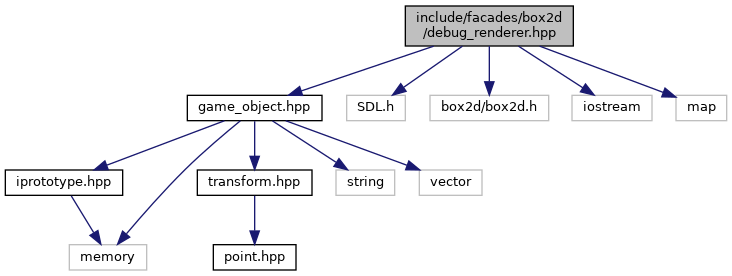 include/facades/box2d
/debug_renderer.hpp
game_object.hpp
SDL.h
box2d/box2d.h
iostream
map
iprototype.hpp
transform.hpp
string
vector
memory
point.hpp